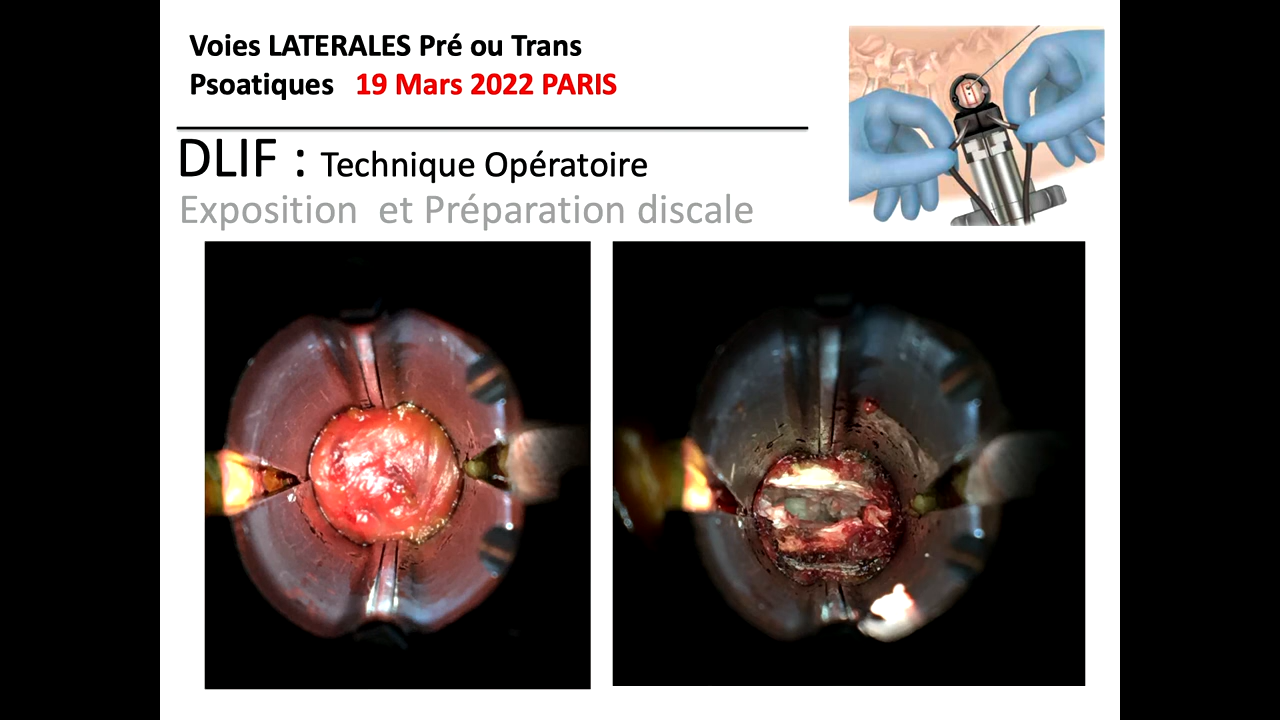 Voies LATERALES Pré ou Trans
Psoatiques 19 Mars 2022 PARIS
DLIF : Technique Opératoire
Exposition et Préparation discale